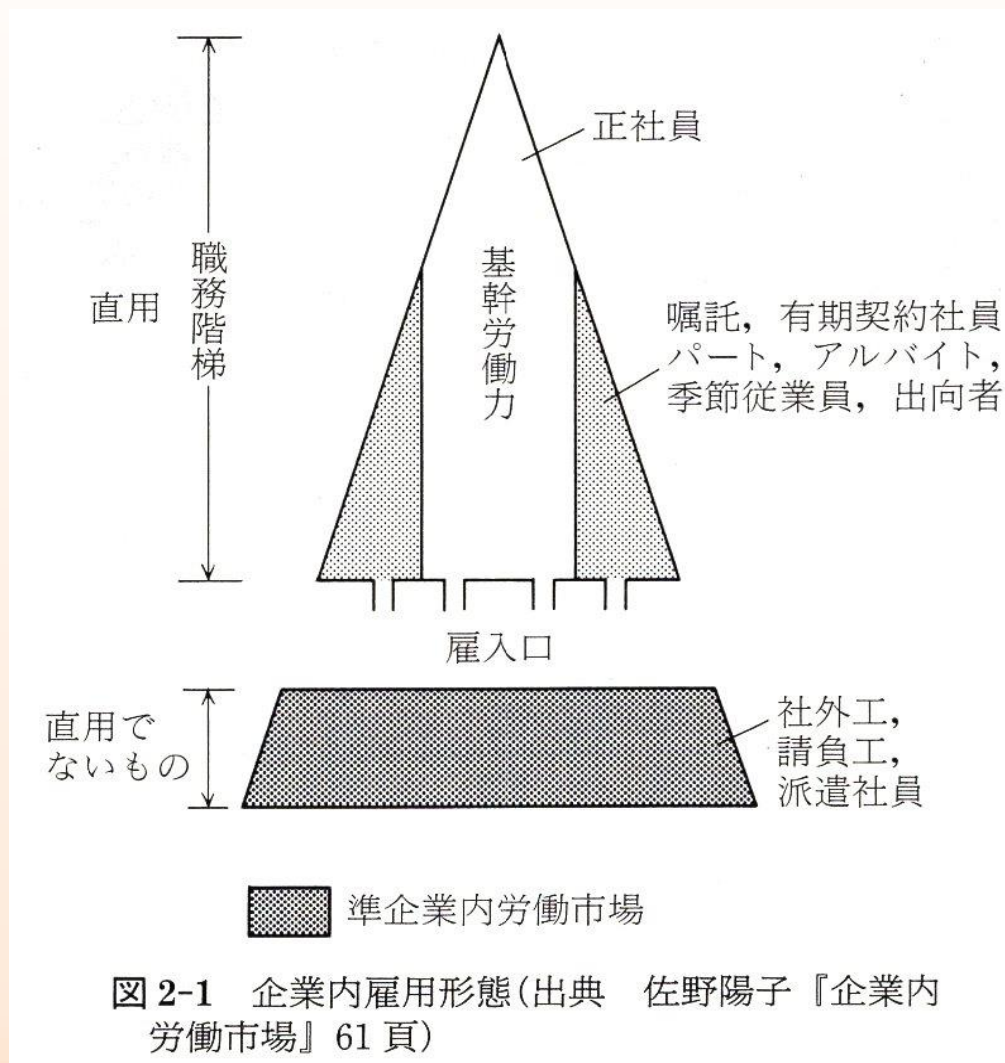 正社員
直用
職務階梯
基幹労働力
嘱託，有期契約社員
パート，アルバイト，
季節従業員，出向者
雇入口
直用で
ないもの
社外工，
請負工，
派遣社員
準企業内労働市場
図2-1　企業内雇用形態(出典　佐野陽子『企業内
労働市場』61頁)